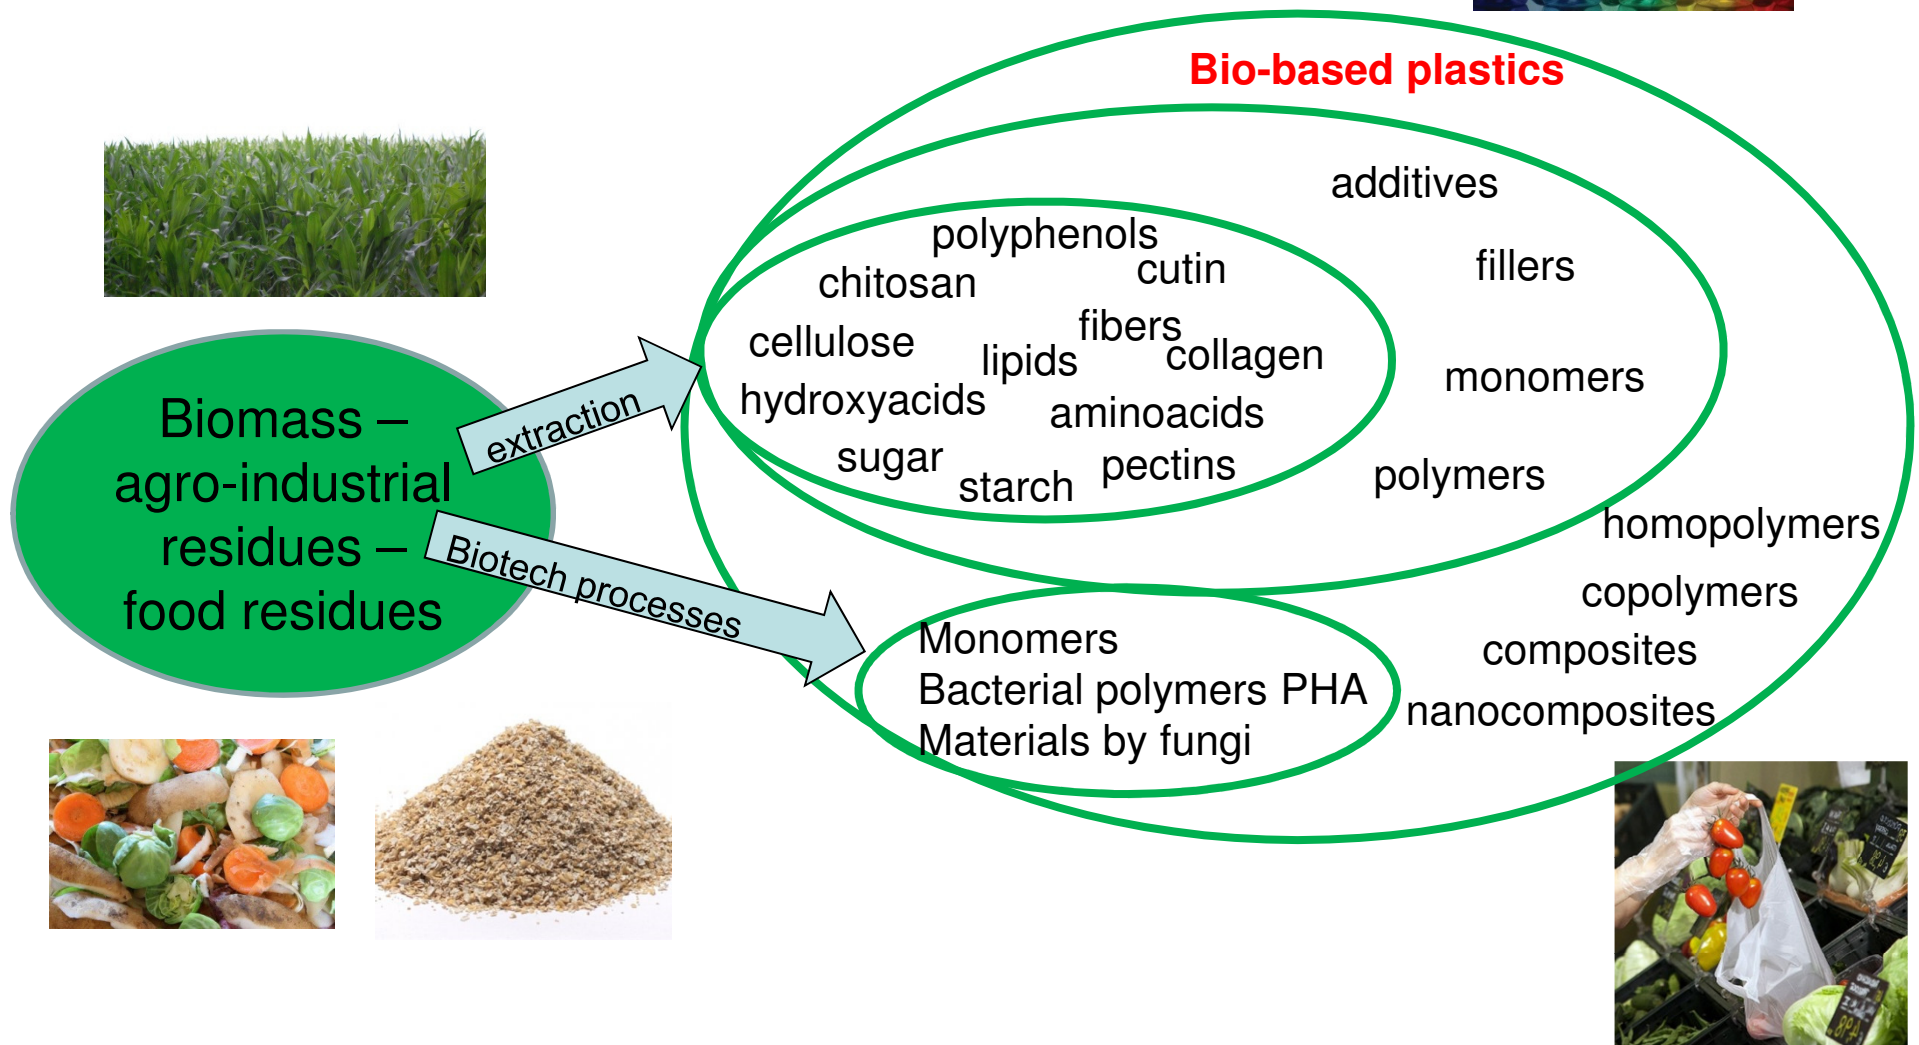 Bio-based plastics
additives
polyphenols
cutin
fillers
chitosan
fibers
cellulose
lipids
collagen
monomers
hydroxyacids
aminoacids
sugar
pectins
starch
polymers
extraction
Biomass –
agro-industrial
residues –
food residues
Biotech processes
homopolymers
copolymers
composites
nanocomposites
Monomers
Bacterial polymers PHA
Materials by fungi